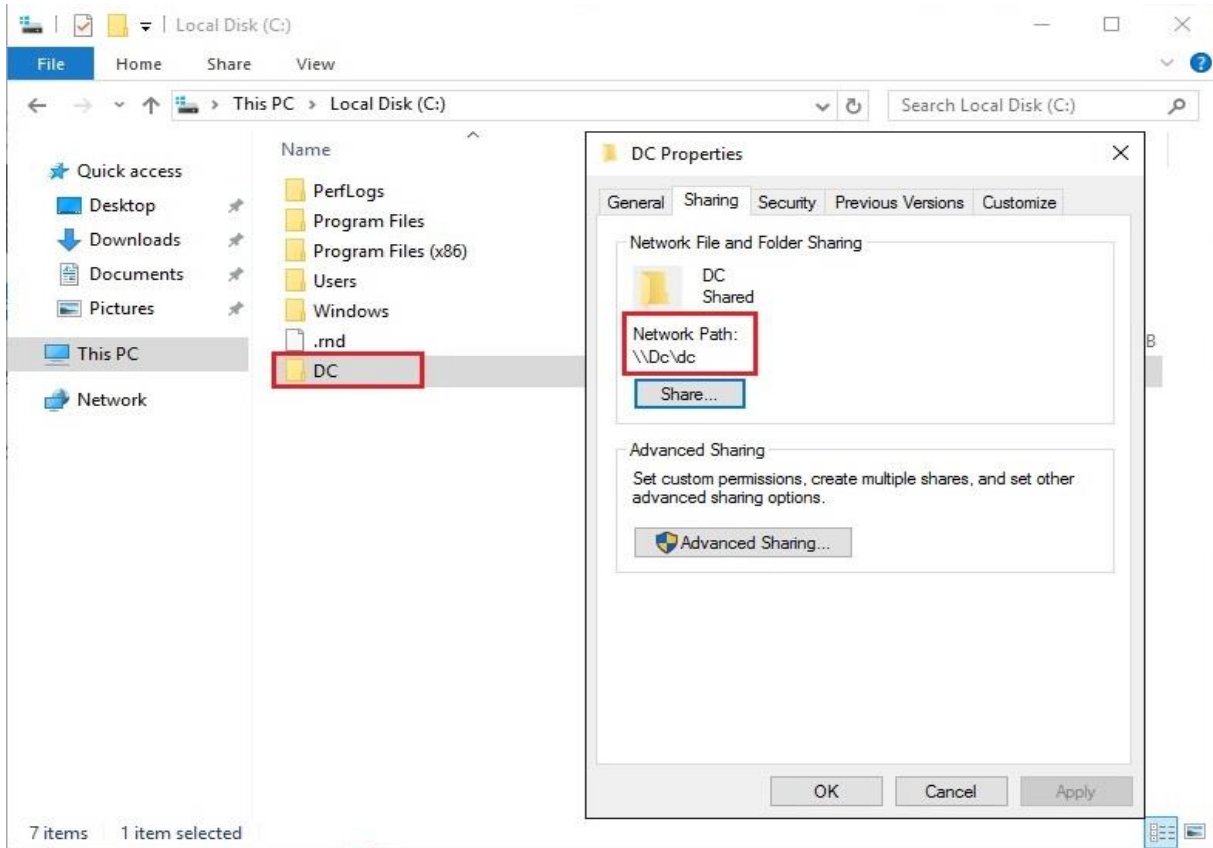 Local Disk (C:)
File Home Share View
This PC > Local Disk (C:)
Search Local Disk (C:)
Quick access
Desktop
Downloads
Documents
Pictures
This PC
Network
Name
PerfLogs
Program Files
Program Files (x86)
Users
Windows
.rnd
DC
B
DC Properties
General Sharing Security Previous Versions Customize
Network File and Folder Sharing
DC
Shared
Network Path:
\\Dc\dc
Share...
Advanced Sharing
Set custom permissions, create multiple shares, and set other
advanced sharing options.
Advanced Sharing...
OK Cancel Apply
7 items 1 item selected